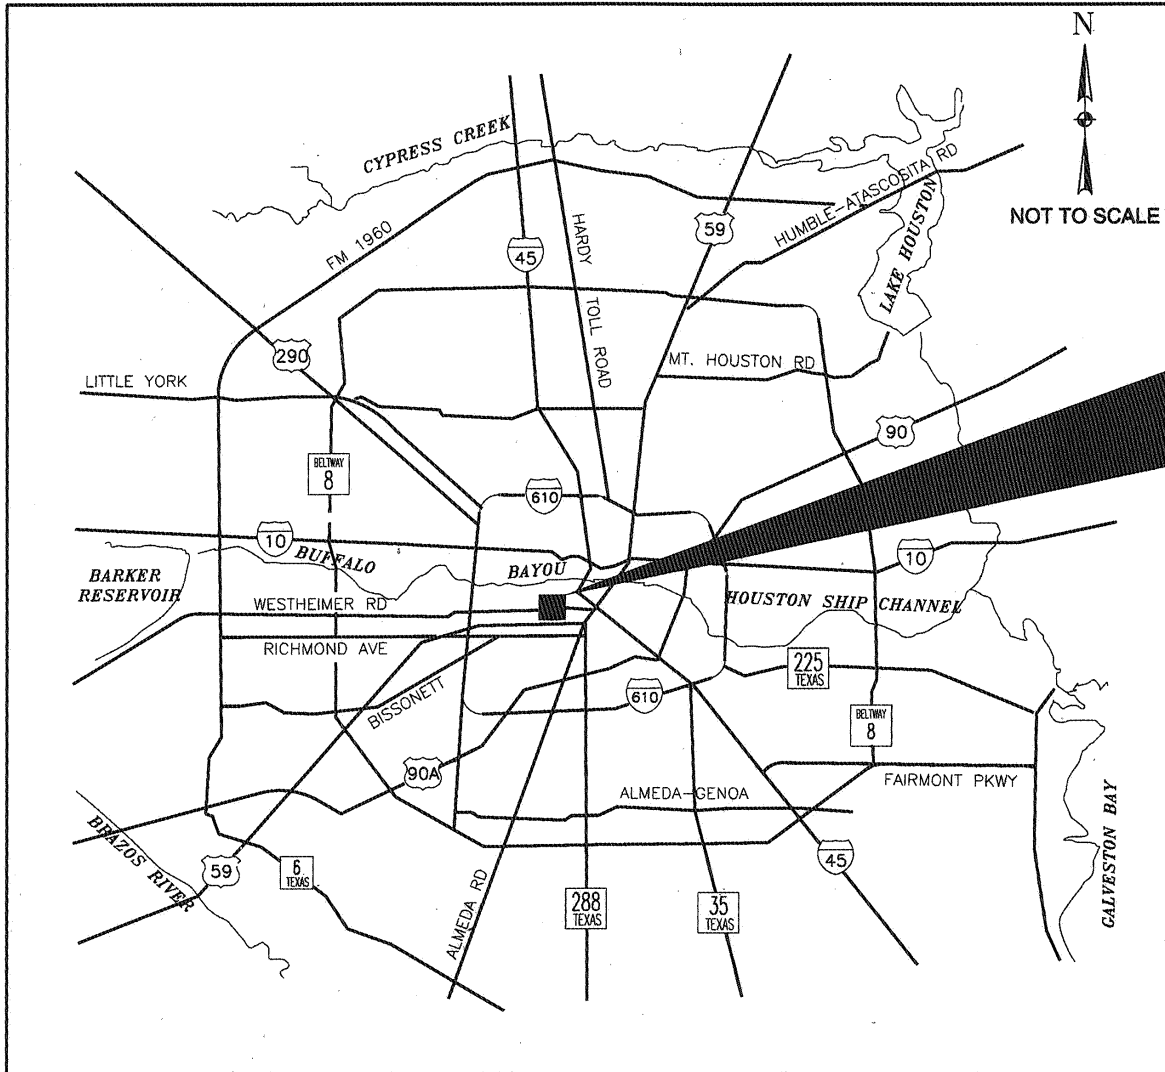 N
NOT TO SCALE
CYPRESS CREEK
HUMBLE-ATASCOSITA RD
59
HARDY
TOLL ROAD
45
FM 1960
LAKE HOUSTON
290
MT. HOUSTON RD
LITTLE YORK
90
BELTWAY
8
610
10
BUFFALO
BAYOU
10
BARKER
RESERVOIR
WESTHEIMER RD
HOUSTON SHIP CHANNEL
RICHMOND AVE
225
TEXAS
BISSONETT
610
BELTWAY
8
90A
FAIRMONT PKWY
ALMEDA-GENOA
BRAZOS RIVER
59
6
TEXAS
45
ALMEDA RD
288
TEXAS
35
TEXAS
GALVESTON BAY